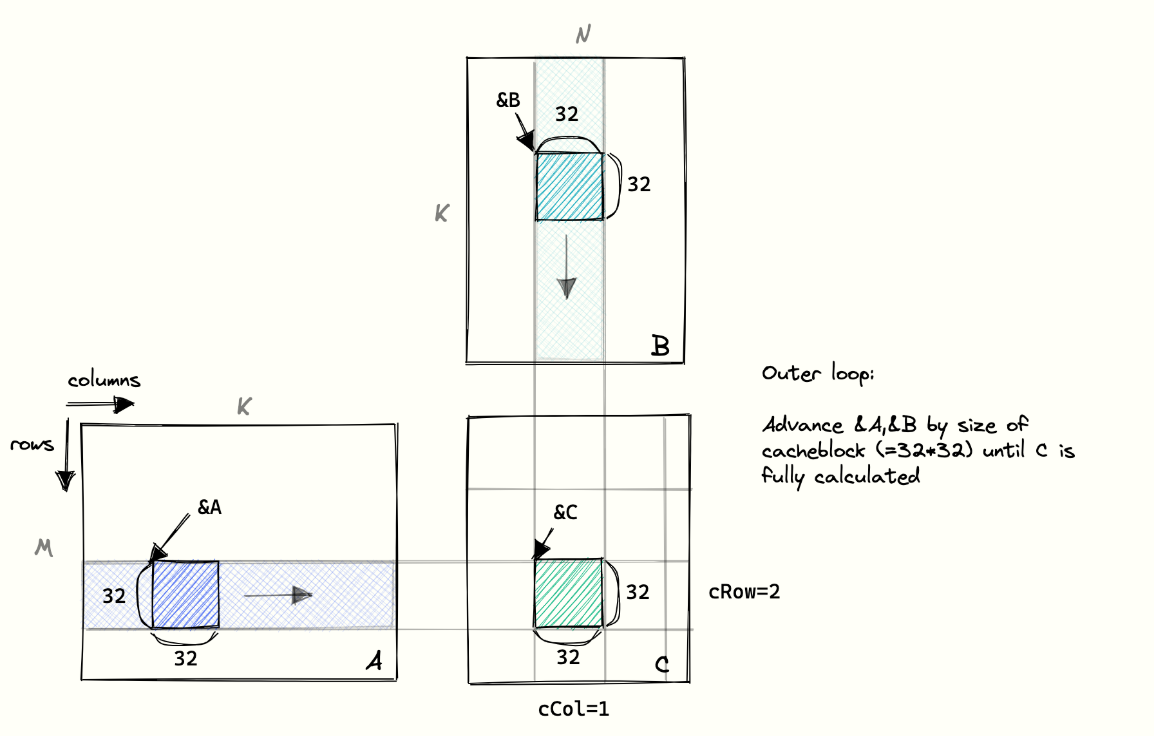 N
&B
32
32
K
B
columns
K
rows
&A
M
32
32
A
&C
32
32
C
cRow=2
cCol=1
Outer loop:
Advance &A,&B by size of
cacheblock (=32*32) until C is
fully calculated